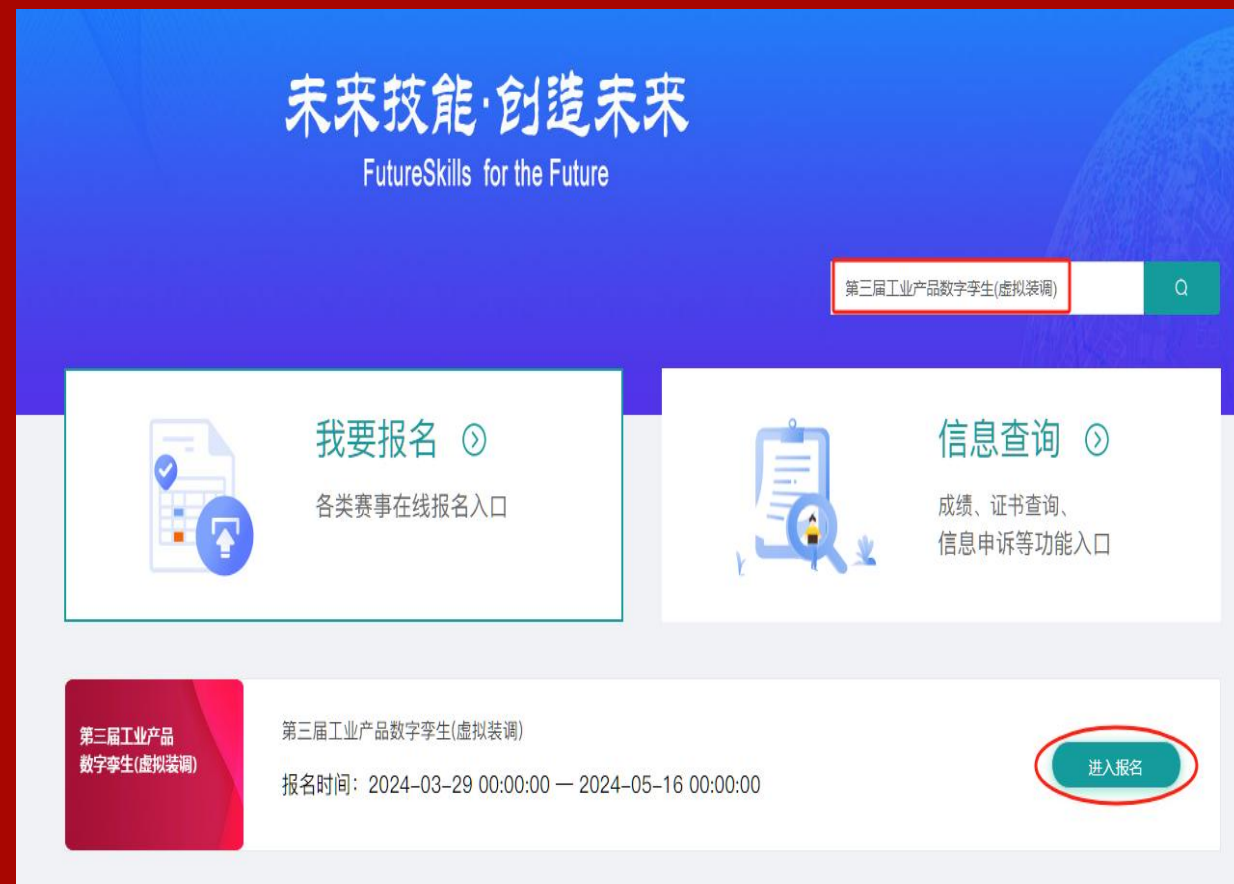 未来技能·创造未来
FutureSkills for the Future
第三届工业产品数字孪生(虚拟装调)
我要报名
各类赛事在线报名入口
信息查询
成绩、证书查询、
信息申诉等功能入口
第三届工业产品
数字孪生(虚拟装调)
第三届工业产品数字孪生(虚拟装调)
报名时间：2024-03-29 00:00:00 — 2024-05-16 00:00:00
进入报名